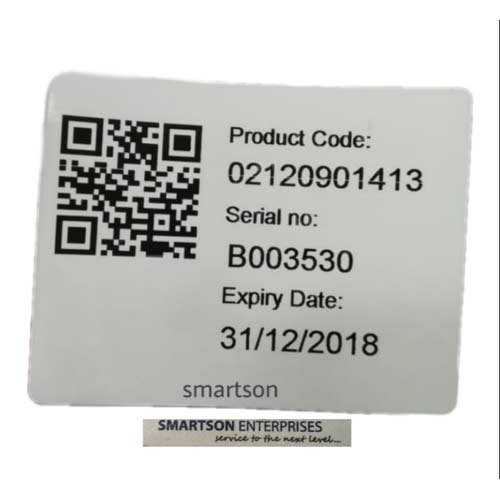 Product Code:
02120901413
Serial no:
B003530
Expiry Date:
31/12/2018
smartson
SMARTSON ENTERPRISES
service to the next level...